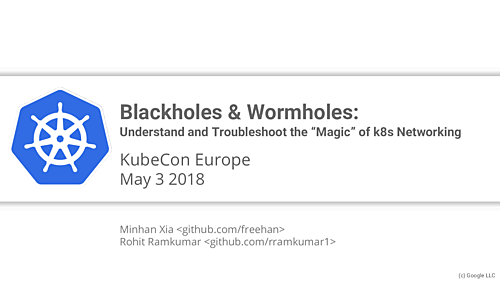 Blackholes & Wormholes:
Understand and Troubleshoot the “Magic” of k8s Networking
KubeCon Europe
May 3 2018
Minhan Xia <github.com/freehan>
Rohit Ramkumar <github.com/rramkumar1>
(c) Google LLC